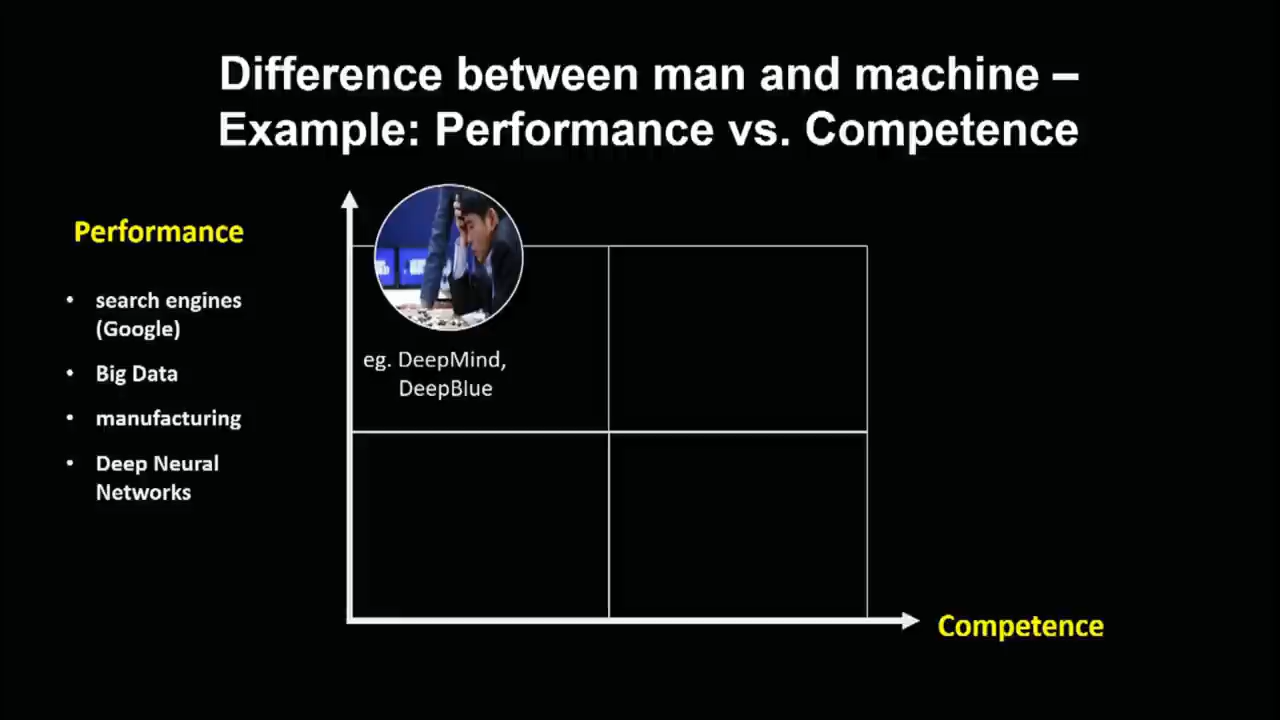 Difference between man and machine –
Example: Performance vs. Competence
Performance
• search engines
(Google)
• Big Data
• manufacturing
• Deep Neural
Networks
eg. DeepMind,
DeepBlue
Competence